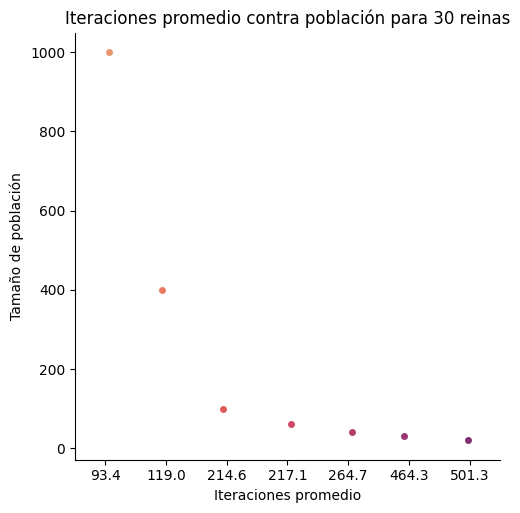 Iteraciones promedio contra población para 30 reinas
1000
800
600
400
200
0
Tamaño de población
93.4 119.0 214.6 217.1 264.7 464.3 501.3
Iteraciones promedio